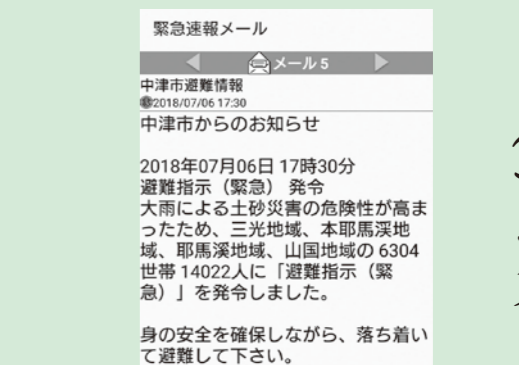 緊急速報メール
メール 5
中津市避難情報
2018/07/06 17:30
中津市からのお知らせ
2018年07月06日 17時30分
避難指示（緊急） 発令
大雨による土砂災害の危険性が高ま
ったため、三光地域、本耶馬渓地
域、耶馬溪地域、山国地域の 6304
世帯 14022人に「避難指示（緊
急）」を発令しました。
身の安全を確保しながら、落ち着い
て避難して下さい。